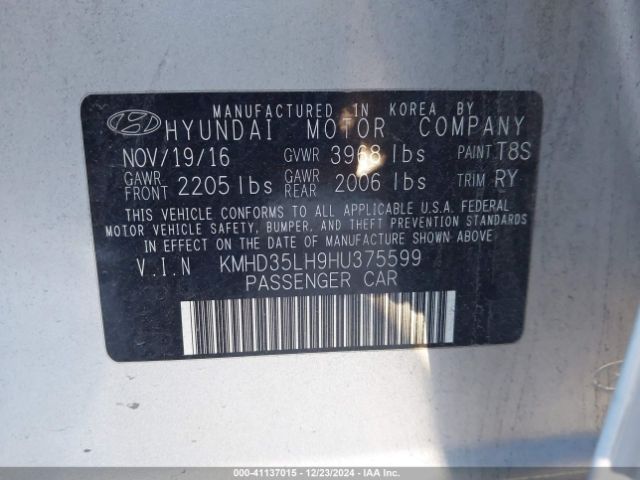 MANUFACTURED IN KOREA BY
HYUNDAI MOTOR COMPANY
NOV/19/16 GVWR 3968 lbs PAINT T8S
GAWR FRONT 2205 lbs GAWR REAR 2006 lbs TRIM RY
THIS VEHICLE CONFORMS TO ALL APPLICABLE U.S.A. FEDERAL
MOTOR VEHICLE SAFETY, BUMPER, AND THEFT PREVENTION STANDARDS
IN EFFECT ON THE DATE OF MANUFACTURE SHOWN ABOVE
V.I.N KMHD35LH9HU375599
PASSENGER CAR
000-41137015 | 12/23/2024 | COPYRIGHT © IAA, LLC.